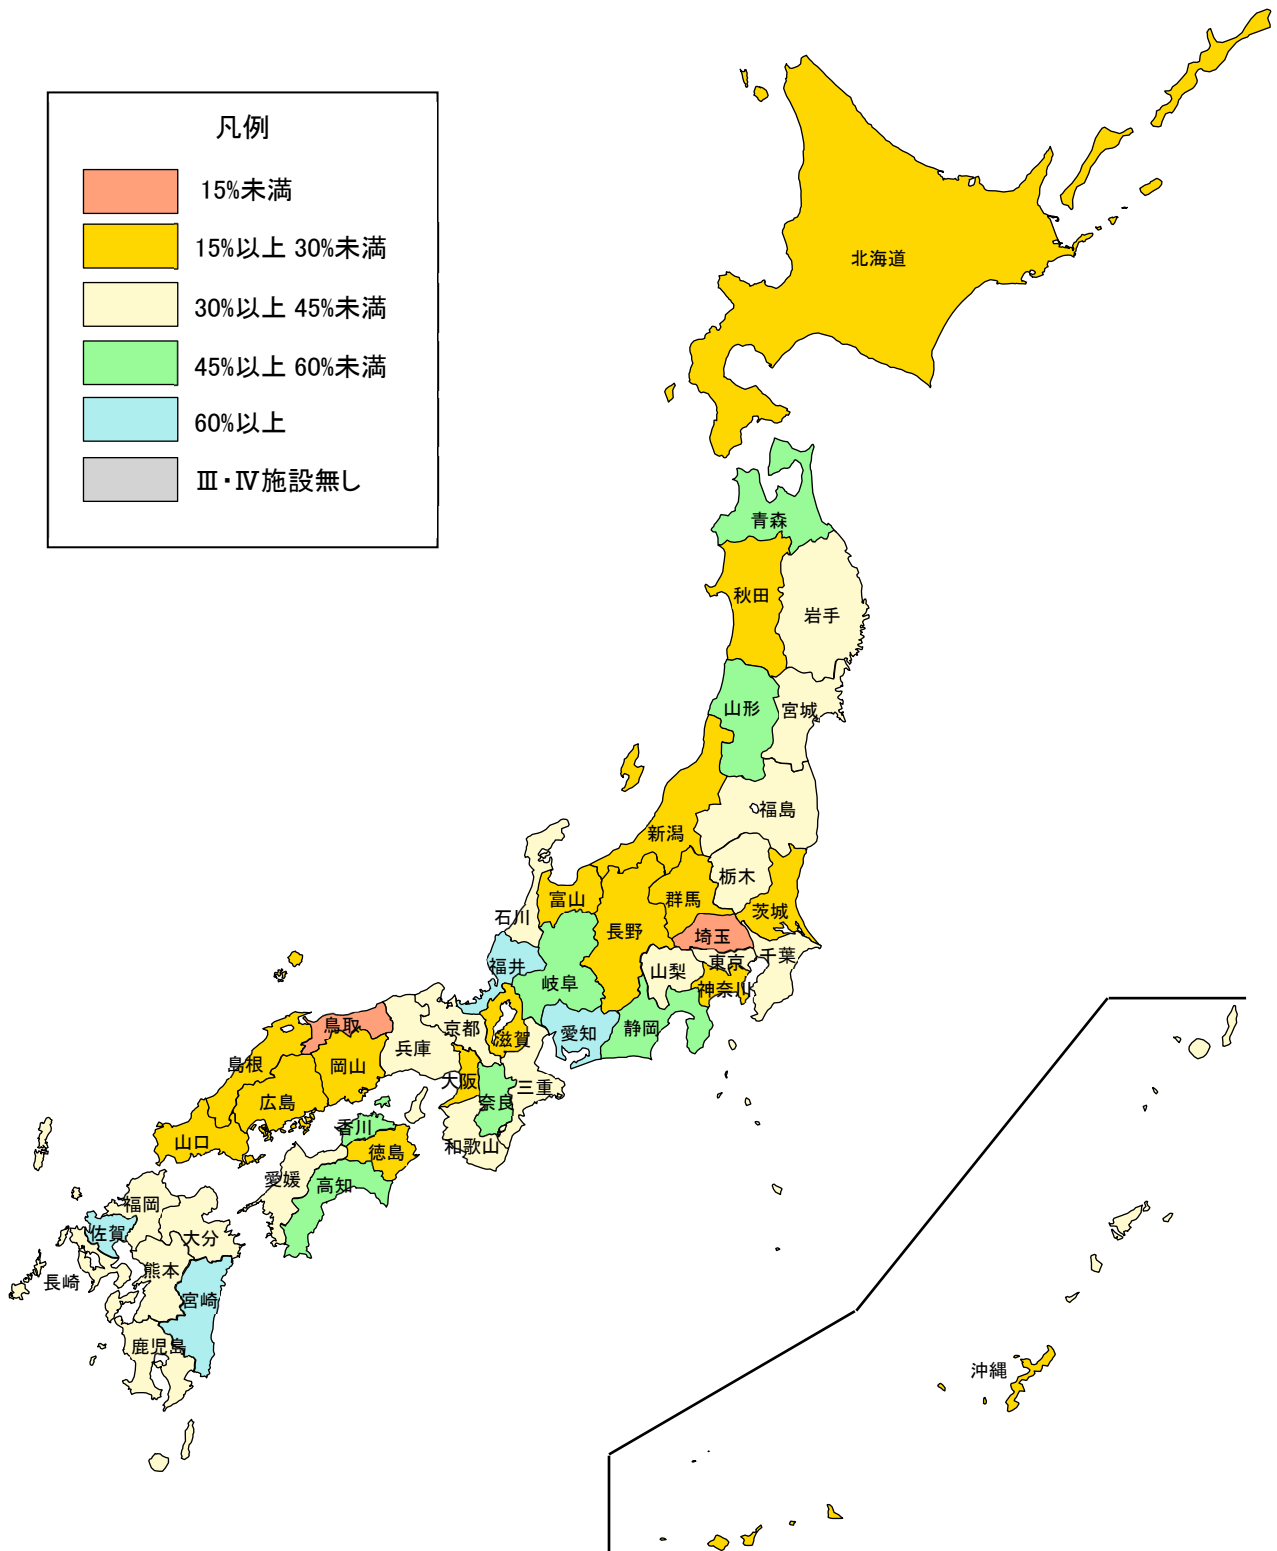 凡例
15%未満
15%以上 30%未満
30%以上 45%未満
45%以上 60%未満
60%以上
Ⅲ・Ⅳ施設無し
北海道
青森
秋田
岩手
山形
宮城
福島
新潟
栃木
群馬
茨城
富山
石川
長野
埼玉
千葉
東京
福井
山梨
岐阜
神奈川
静岡
愛知
滋賀
京都
鳥取
兵庫
島根
岡山
大阪
三重
広島
奈良
香川
山口
和歌山
徳島
愛媛
高知
福岡
佐賀
大分
熊本
長崎
宮崎
鹿児島
沖縄